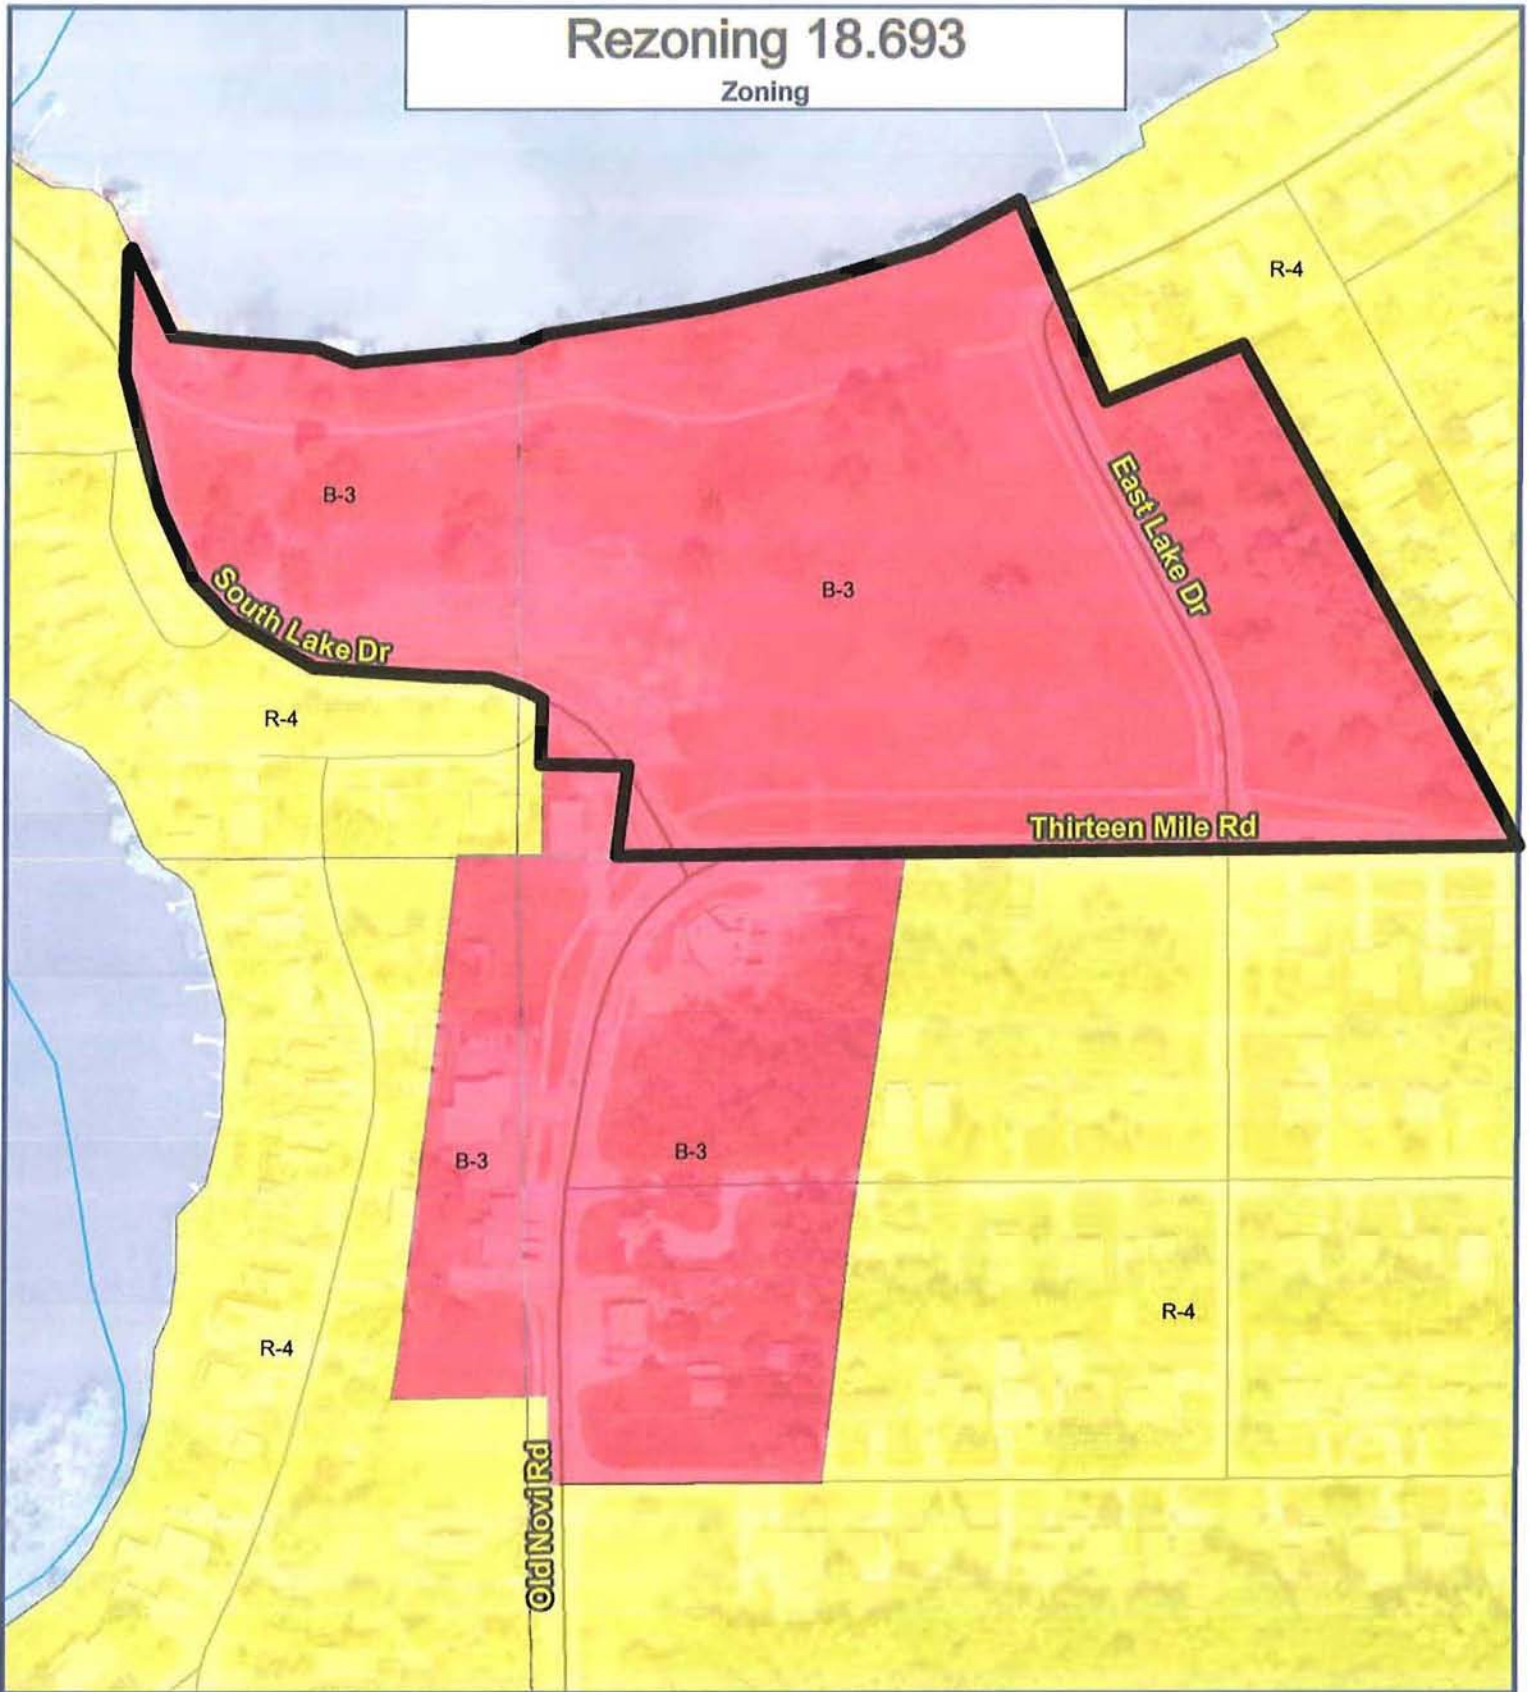 Rezoning 18.693
Zoning
R-4
B-3
B-3
East Lake Dr
South Lake Dr
R-4
Thirteen Mile Rd
B-3
B-3
R-4
R-4
Old Novi Rd